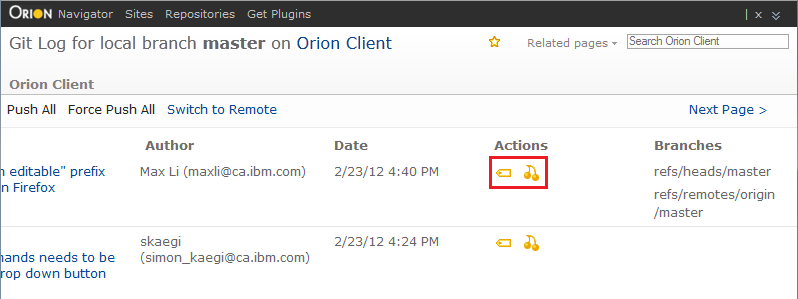 ORION Navigator Sites Repositories Get Plugins | x
Git Log for local branch master on Orion Client Related pages Search Orion Client
Orion Client
Push All Force Push All Switch to Remote Next Page >
Author Date Actions Branches
n editable" prefix Max Li (maxli@ca.ibm.com) 2/23/12 4:40 PM refs/heads/master
n Firefox refs/remotes/origin
/master
skaegi 2/23/12 4:24 PM
ands needs to be (simon_kaegi@ca.ibm.com)
rop down button